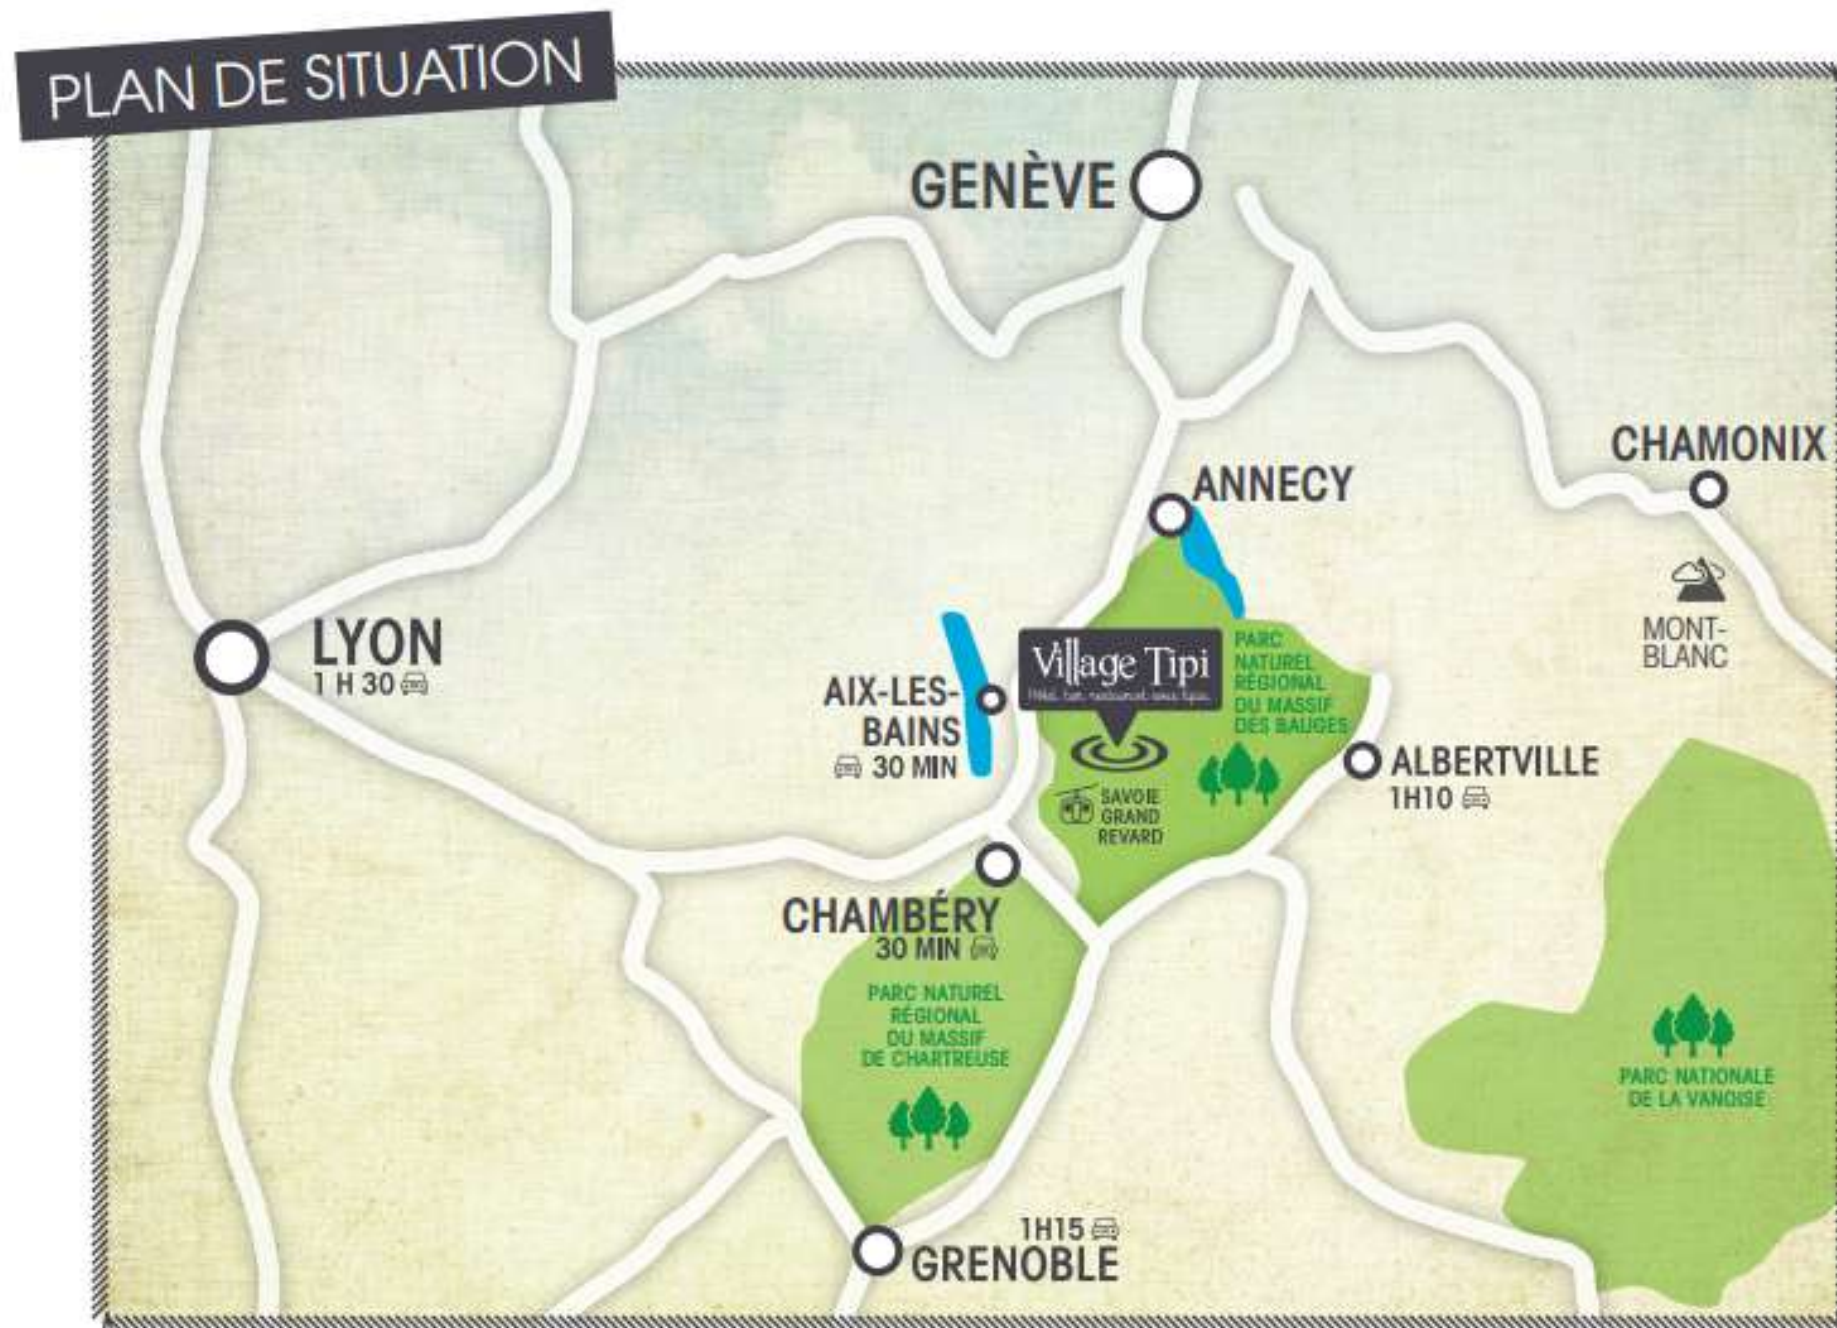 PLAN DE SITUATION
GENÈVE
CHAMONIX
ANNECY
MONT-
BLANC
LYON
1 H 30
AIX-LES-
BAINS
30 MIN
Village Tipi
PARC
NATUREL
RÉGIONAL
DU MASSIF
DES BAUGES
SAVOIE
GRAND
REVARD
ALBERTVILLE
1H10
CHAMBÉRY
30 MIN
PARC NATUREL
RÉGIONAL
DU MASSIF
DE CHARTREUSE
PARC NATIONALE
DE LA VANOISE
1H15
GRENOBLE